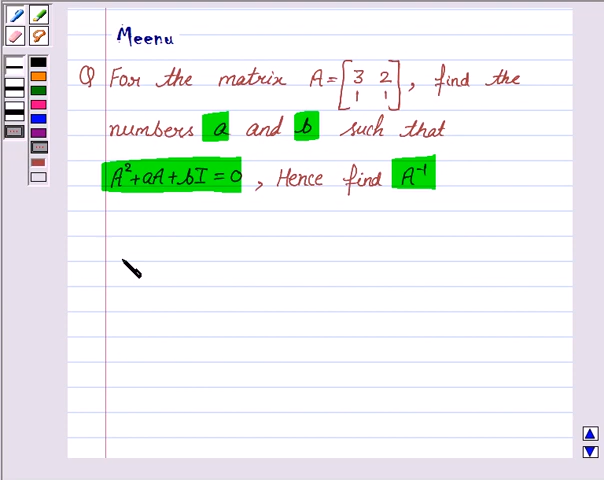 Meenu
Q For the matrix A = [3 2; 1 1], find the
numbers a and b such that
A²+aA+bI=0, Hence find A⁻¹